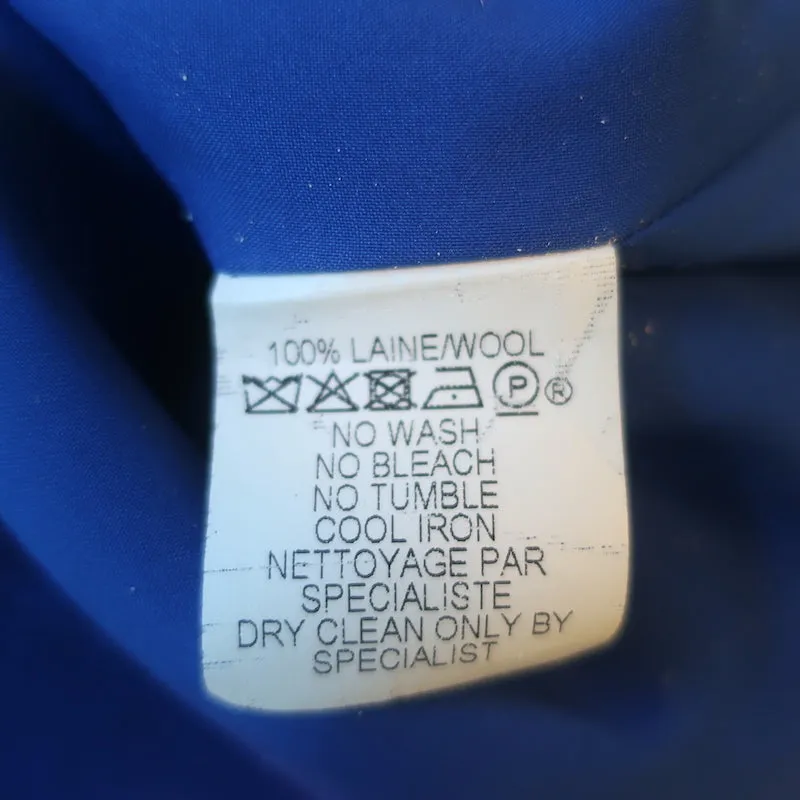 100% LAINE/WOOL
P ®
NO WASH
NO BLEACH
NO TUMBLE
COOL IRON
NETTOYAGE PAR
SPECIALISTE
DRY CLEAN ONLY BY
SPECIALIST